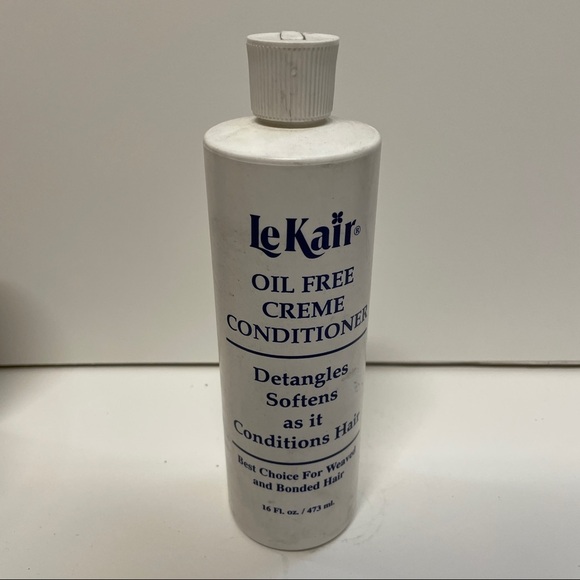 LeKair®
OIL FREE
CREME
CONDITIONER
Detangles
Softens
as it
Conditions Hair
Best Choice For Weaved
and Bonded Hair
16 Fl. oz. / 473 ml.